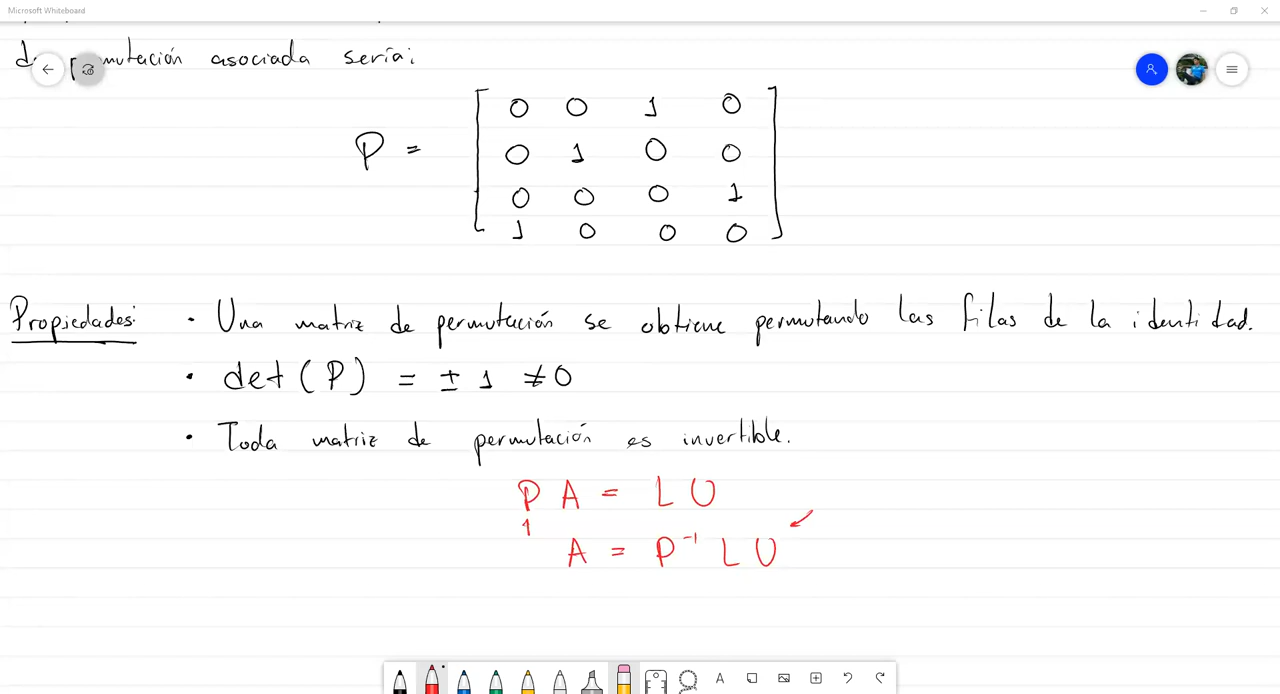 Microsoft Whiteboard
asociada sería:
P = [ 0 0 1 0
0 1 0 0
0 0 0 1
1 0 0 0 ]
Propiedades: • Una matriz de permutación se obtiene permutando las filas de la identidad.
• det(P) = ± 1 ≠ 0
• Toda matriz de permutación es invertible.
P A = L U
A = P⁻¹ L U
A